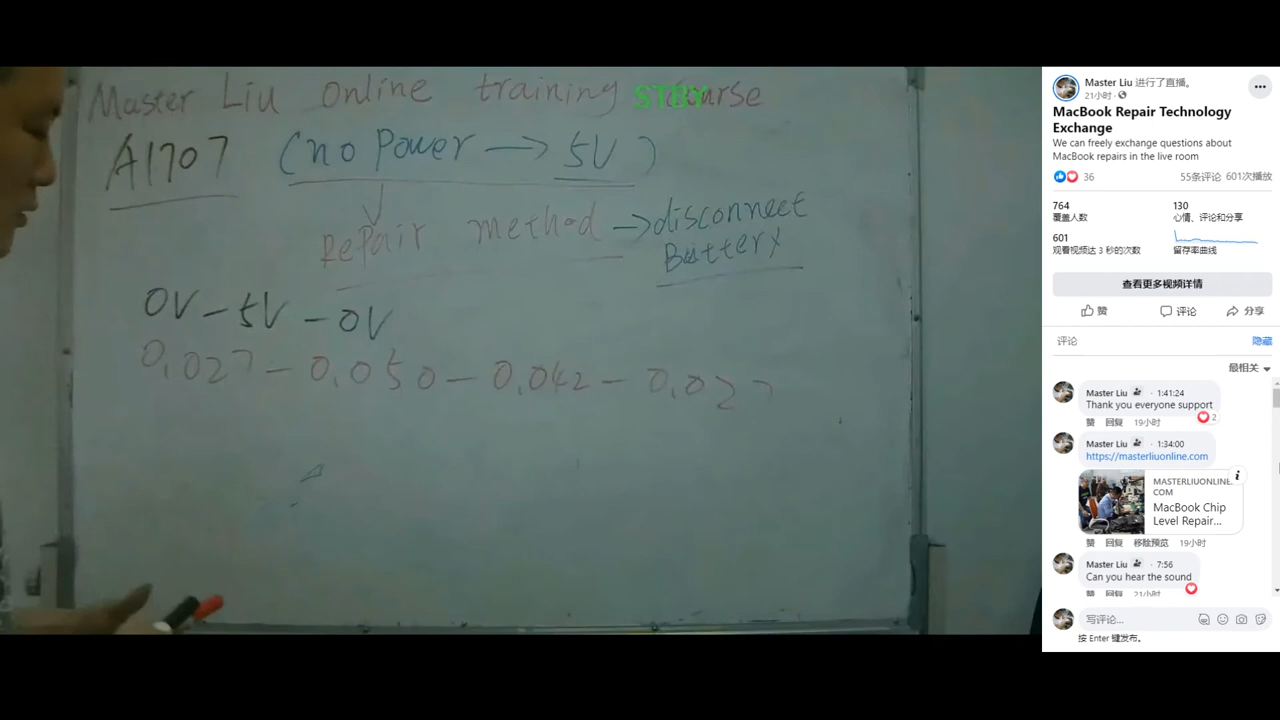 Master Liu Online training course
STBY
A1707 (no power → 5V)
Repair method → disconnect
Buttery
0V – 5V – 0V
0.027 – 0.050 – 0.042 – 0.027
Master Liu 进行了直播。
21小时 ·
MacBook Repair Technology
Exchange
We can freely exchange questions about
MacBook repairs in the live room
36 55条评论 601次播放
764 130
覆盖人数 心情、评论和分享
601
观看视频达 3 秒的次数 留存率曲线
查看更多视频详情
赞 评论 分享
评论 隐藏
最相关
Master Liu · 1:41:24
Thank you everyone support
2
赞 回复 19小时
Master Liu · 1:34:00
https://masterliuonline.com
MASTERLIUONLINE.
COM
MacBook Chip
Level Repair...
赞 回复 移除预览 19小时
Master Liu · 7:56
Can you hear the sound
赞 回复 21小时
写评论...
按 Enter 键发布。